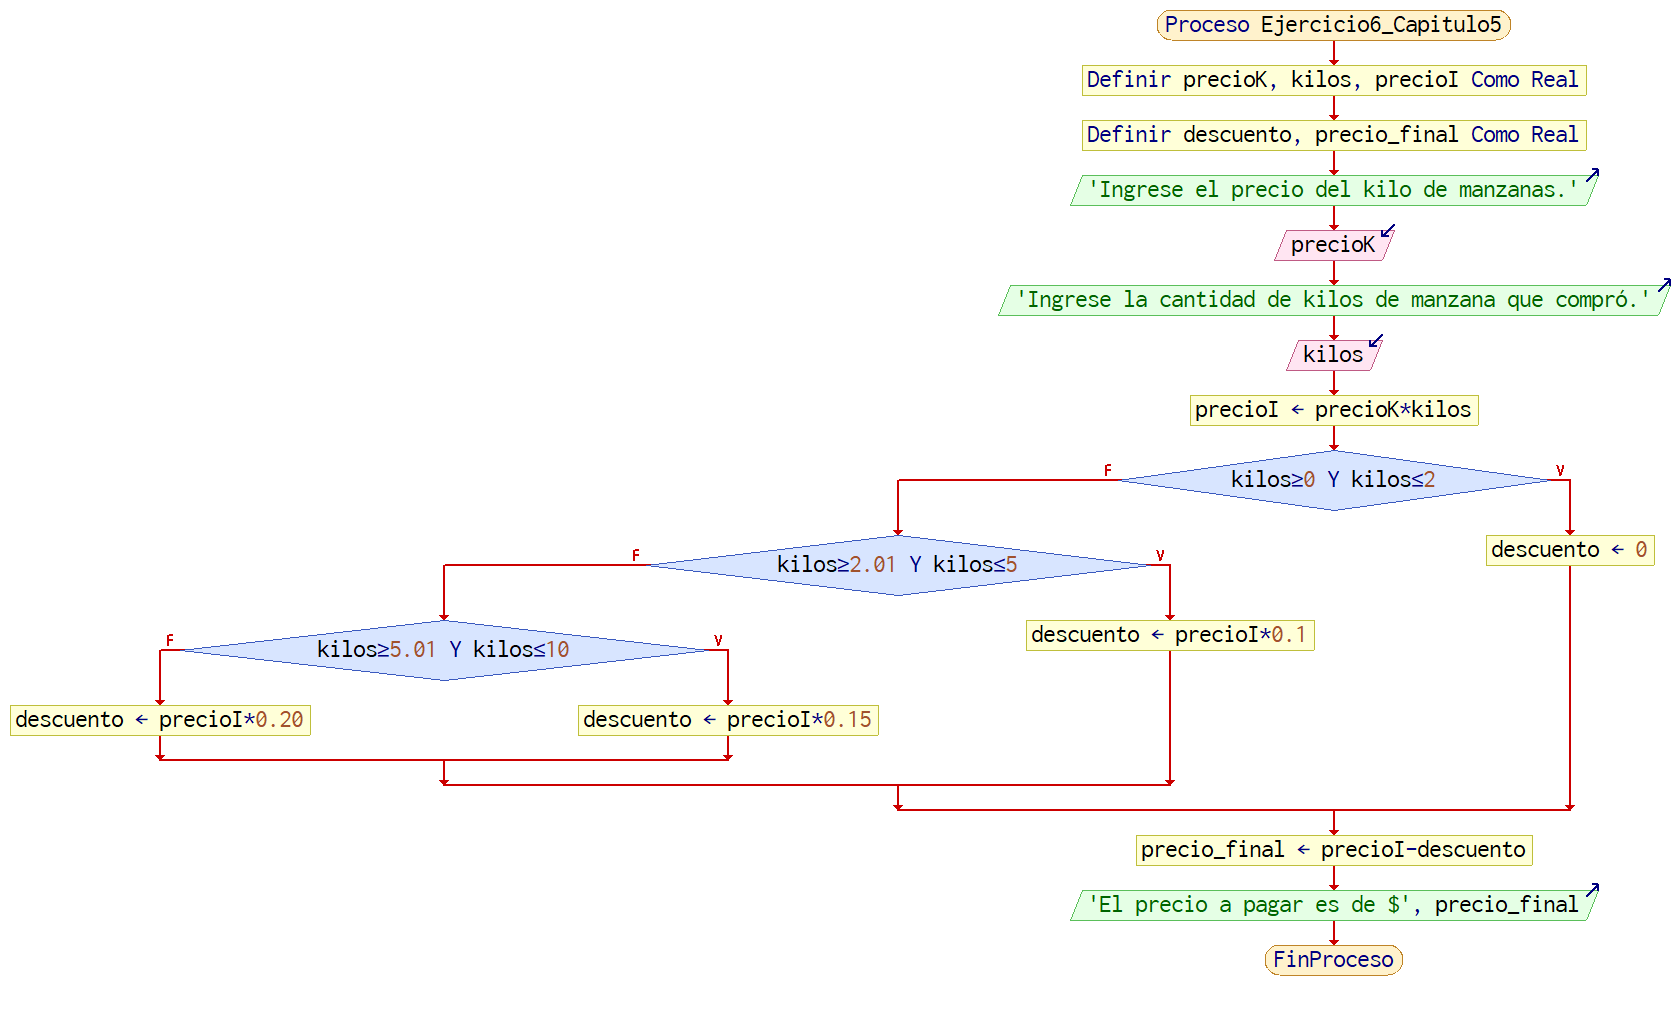 Proceso Ejercicio6_Capitulo5
Definir precioK, kilos, precioI Como Real
Definir descuento, precio_final Como Real
'Ingrese el precio del kilo de manzanas.'
precioK
'Ingrese la cantidad de kilos de manzana que compró.'
kilos
precioI ← precioK*kilos
F
kilos≥0 Y kilos≤2
V
descuento ← 0
F
kilos≥2.01 Y kilos≤5
V
descuento ← precioI*0.1
F
kilos≥5.01 Y kilos≤10
V
descuento ← precioI*0.20
descuento ← precioI*0.15
precio_final ← precioI-descuento
'El precio a pagar es de $', precio_final
FinProceso